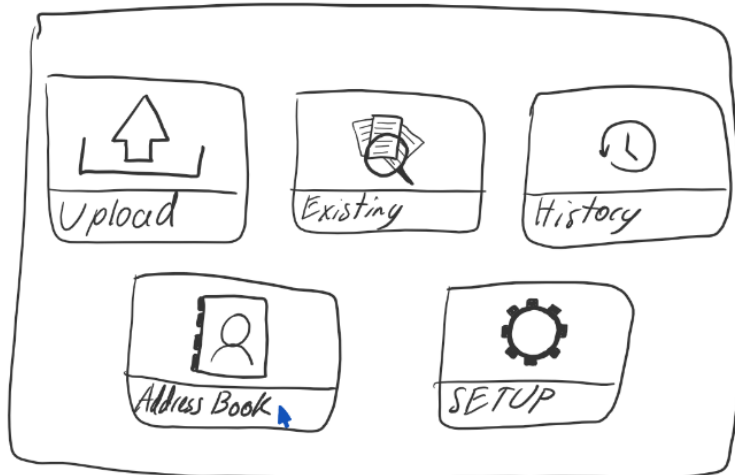 Upload
Existing
History
Address Book
SETUP